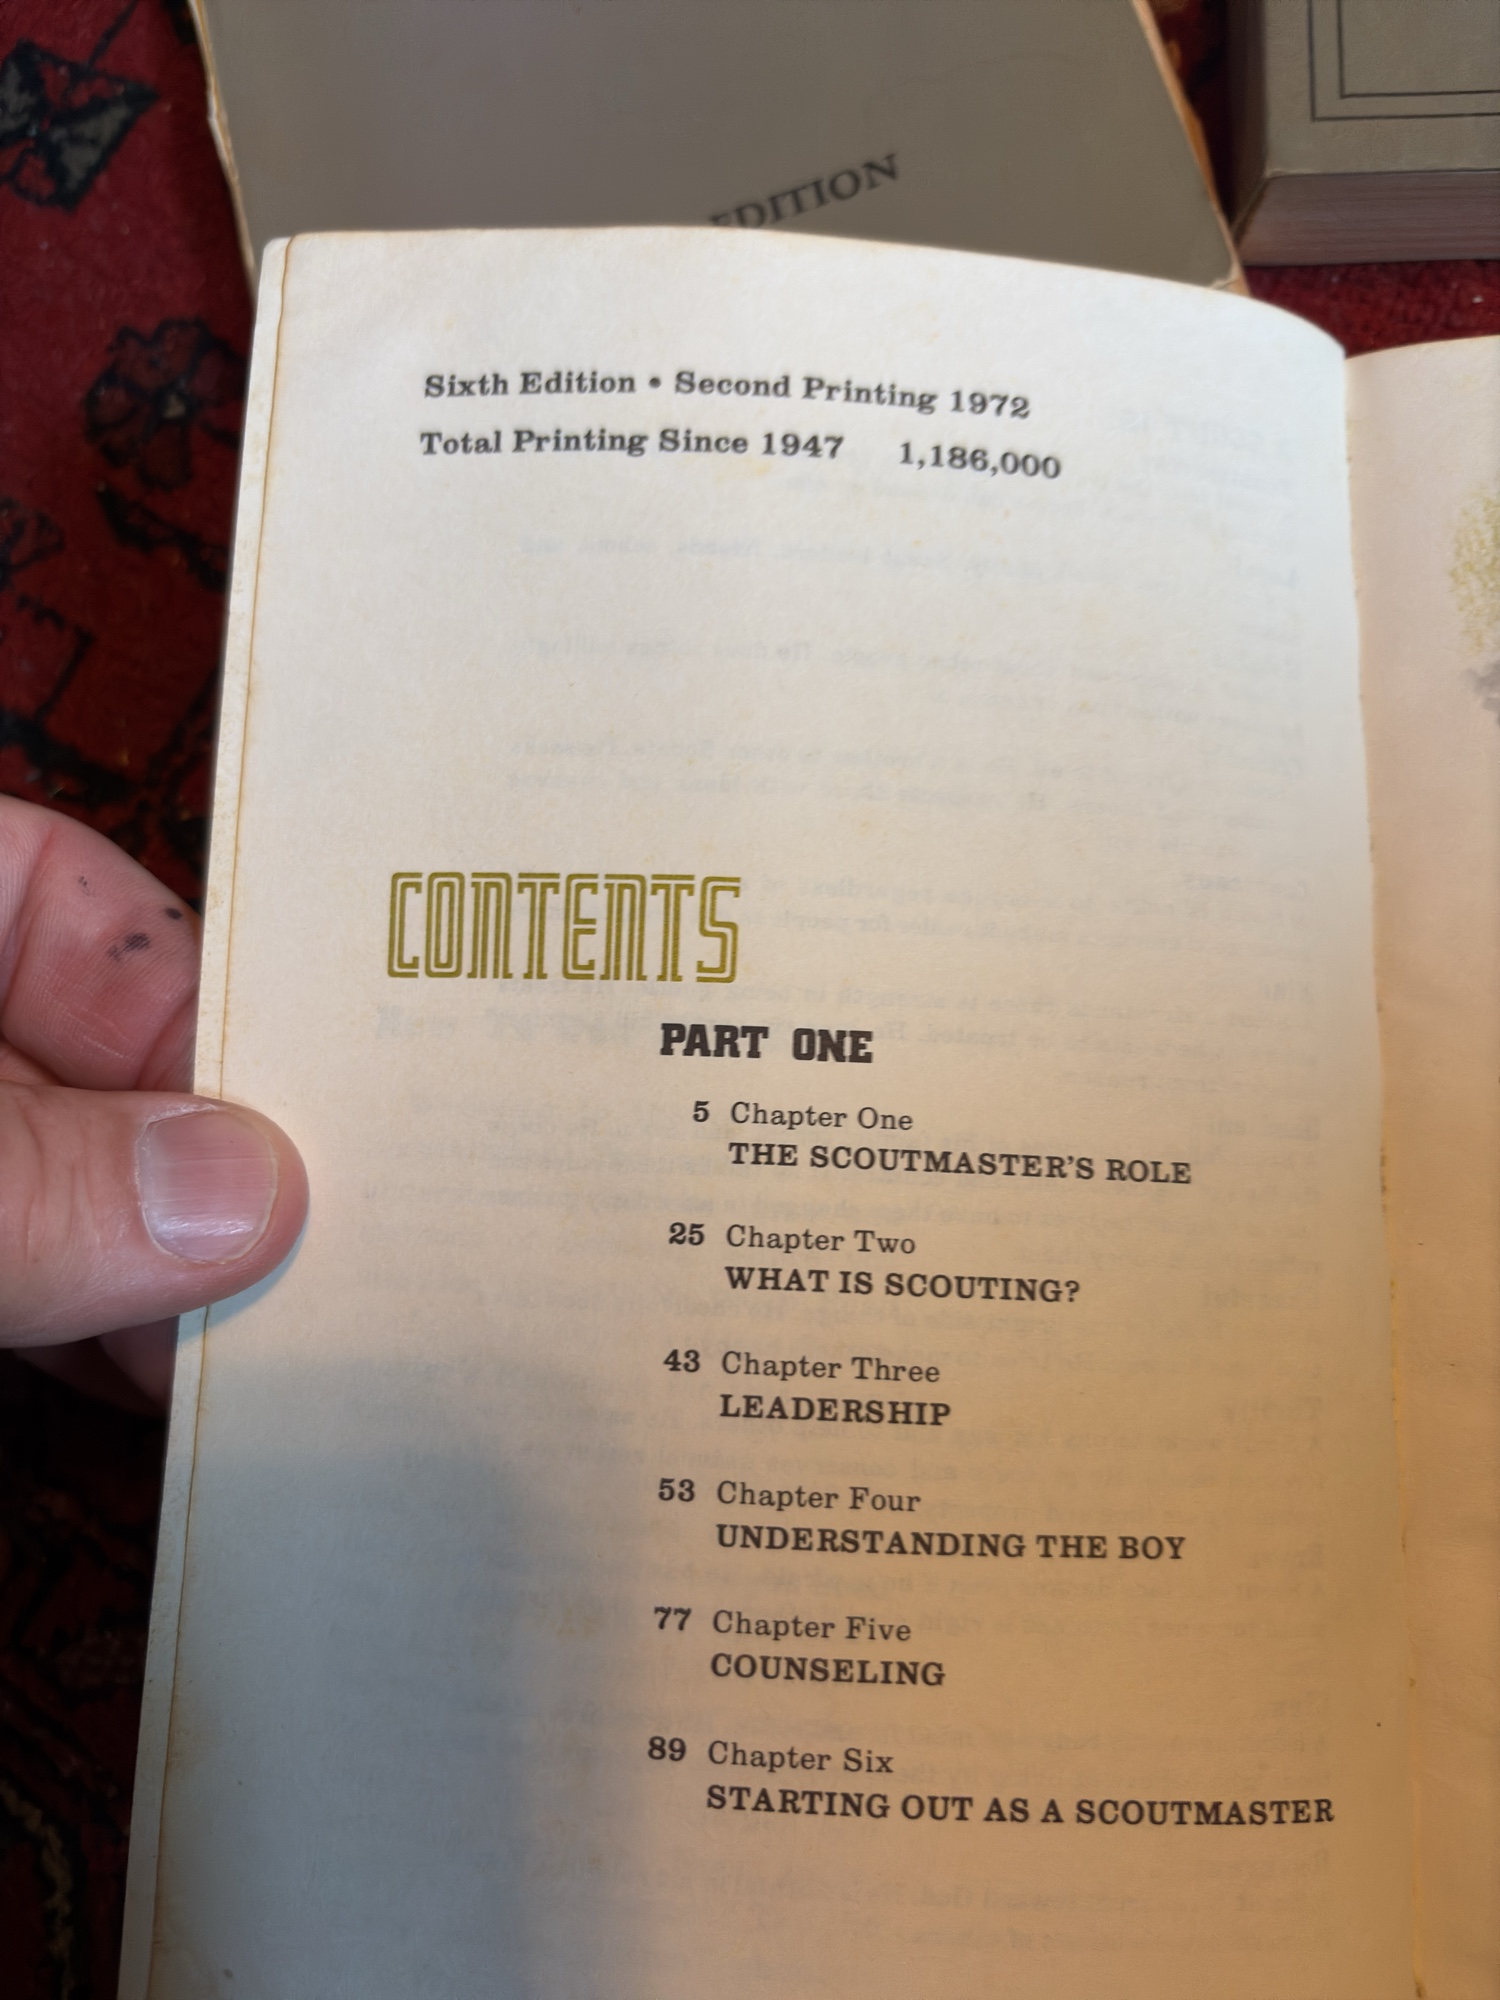 EDITION
Sixth Edition • Second Printing 1972
Total Printing Since 1947 1,186,000
CONTENTS
PART ONE
5 Chapter One
THE SCOUTMASTER'S ROLE
25 Chapter Two
WHAT IS SCOUTING?
43 Chapter Three
LEADERSHIP
53 Chapter Four
UNDERSTANDING THE BOY
77 Chapter Five
COUNSELING
89 Chapter Six
STARTING OUT AS A SCOUTMASTER